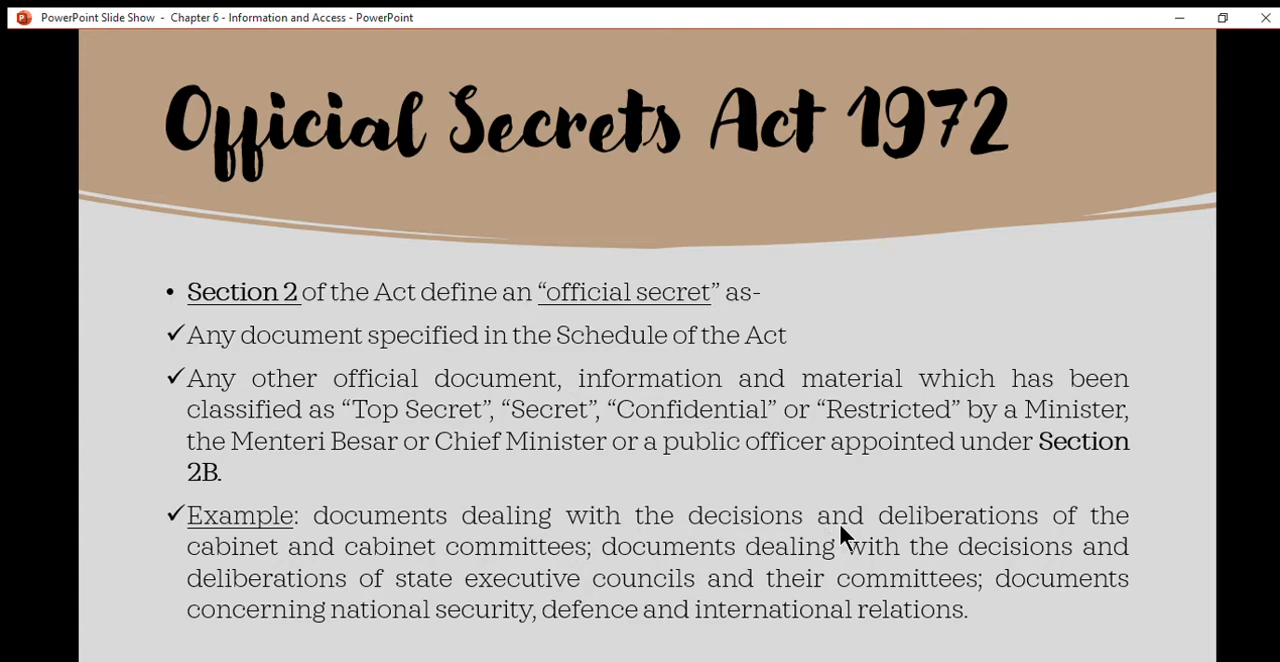 PowerPoint Slide Show - Chapter 6 - Information and Access - PowerPoint
Official Secrets Act 1972
• Section 2 of the Act define an “official secret” as-
✓Any document specified in the Schedule of the Act
✓Any other official document, information and material which has been
classified as “Top Secret”, “Secret”, “Confidential” or “Restricted” by a Minister,
the Menteri Besar or Chief Minister or a public officer appointed under Section
2B.
✓Example: documents dealing with the decisions and deliberations of the
cabinet and cabinet committees; documents dealing with the decisions and
deliberations of state executive councils and their committees; documents
concerning national security, defence and international relations.